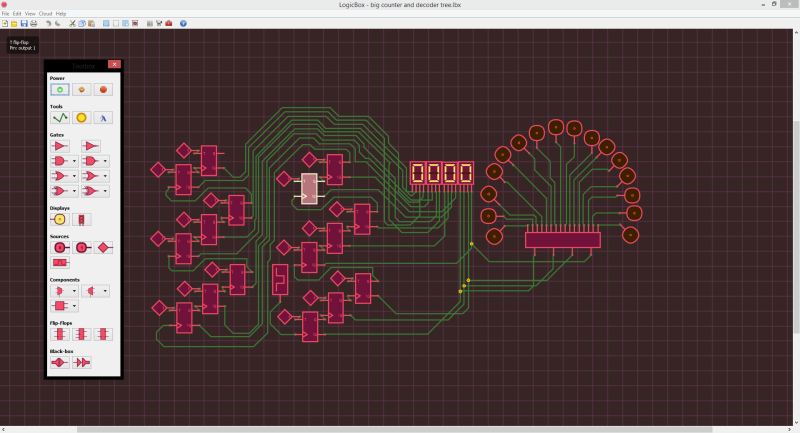 LogicBox - big counter and decoder tree.lbx
File Edit View Cloud Help
T flip-flop
Pin: output 1
Toolbox
Power
Tools
Gates
Displays
Sources
Components
Flip-Flops
Black-box